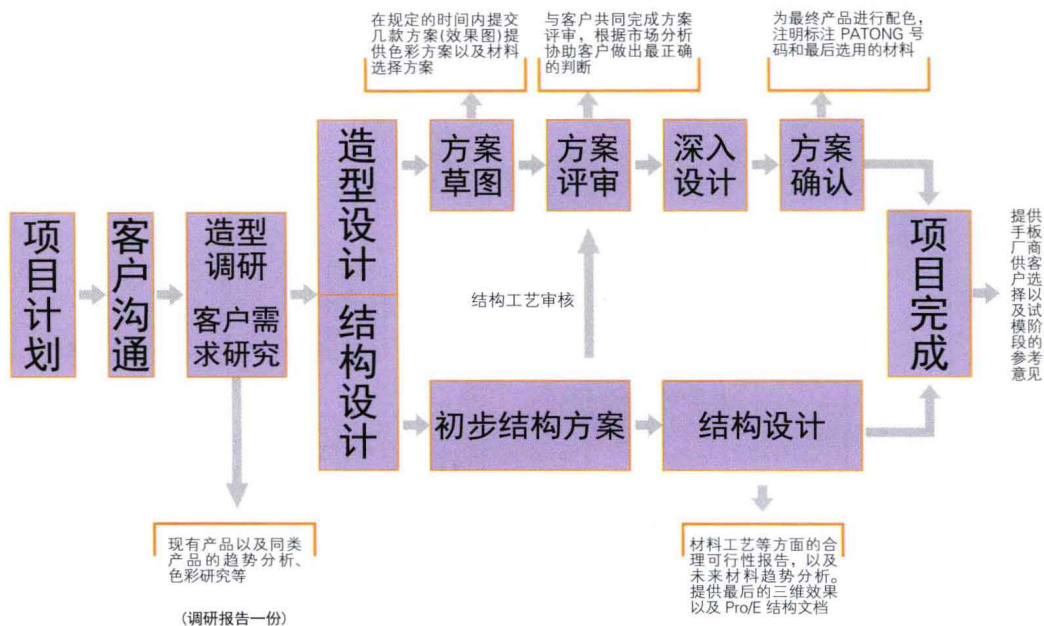 在规定的时间内提交
几款方案(效果图)提
供色彩方案以及材料
选择方案
与客户共同完成方案
评审，根据市场分析
协助客户做出最正确
的判断
为最终产品进行配色，
注明标注 PATONG 号
码和最后选用的材料
项目计划
客户沟通
造型
调研
客户需
求研究
造型设计
结构设计
方案
草图
方案
评审
深入
设计
方案
确认
结构工艺审核
初步结构方案
结构设计
项目完成
提供
手板
厂商
供客
户选
择以
及试
模阶
段的
参考
意见
现有产品以及同类
产品的趋势分析、
色彩研究等
(调研报告一份)
材料工艺等方面的合
理可行性报告，以及
未来材料趋势分析。
提供最后的三维效果
以及 Pro/E 结构文档